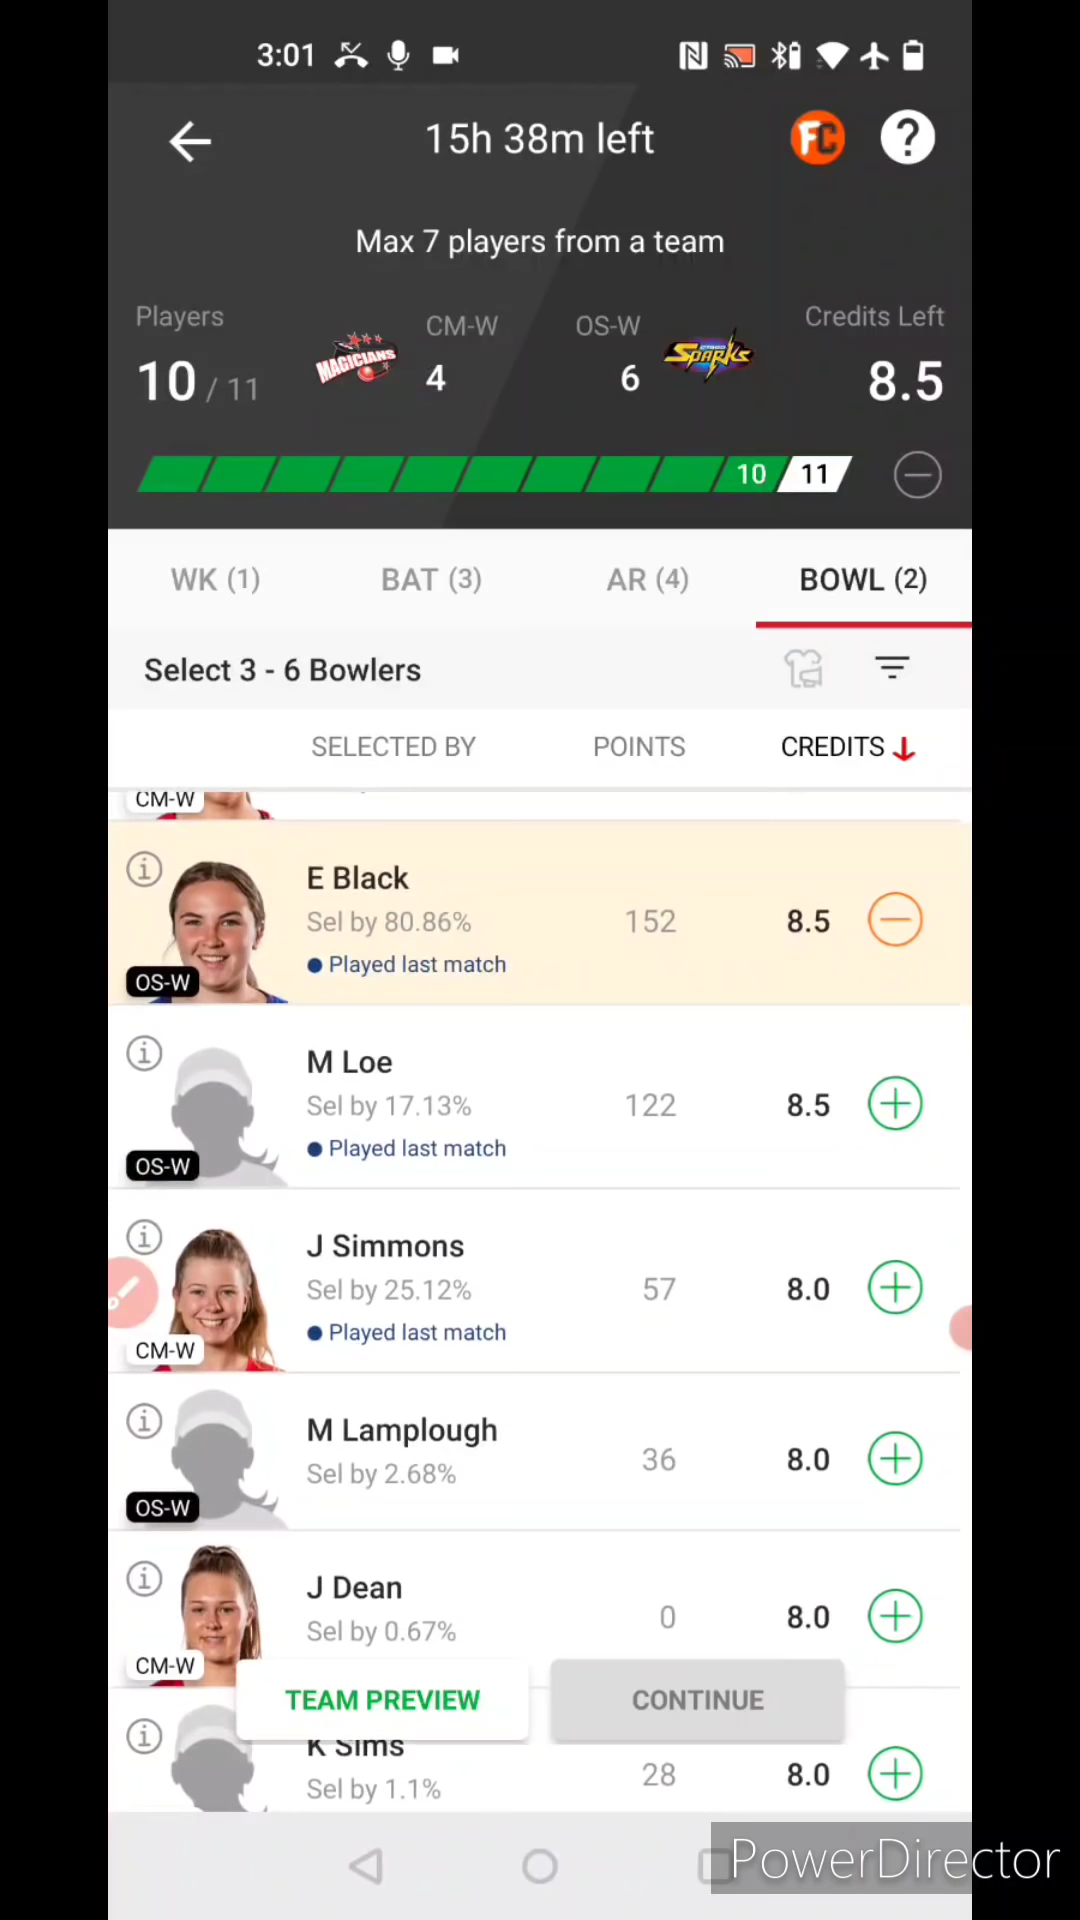 3:01
15h 38m left
FC
?
Max 7 players from a team
Players
CM-W
OS-W
Credits Left
10 / 11
MAGICIANS
4
6
OTAGO
SPARKS
8.5
10
11
WK (1)
BAT (3)
AR (4)
BOWL (2)
Select 3 - 6 Bowlers
SELECTED BY
POINTS
CREDITS
CM-W
E Black
Sel by 80.86%
152
8.5
Played last match
OS-W
M Loe
Sel by 17.13%
122
8.5
Played last match
OS-W
J Simmons
Sel by 25.12%
57
8.0
Played last match
CM-W
M Lamplough
Sel by 2.68%
36
8.0
OS-W
J Dean
Sel by 0.67%
0
8.0
CM-W
TEAM PREVIEW
CONTINUE
K Sims
Sel by 1.1%
28
8.0
PowerDirector